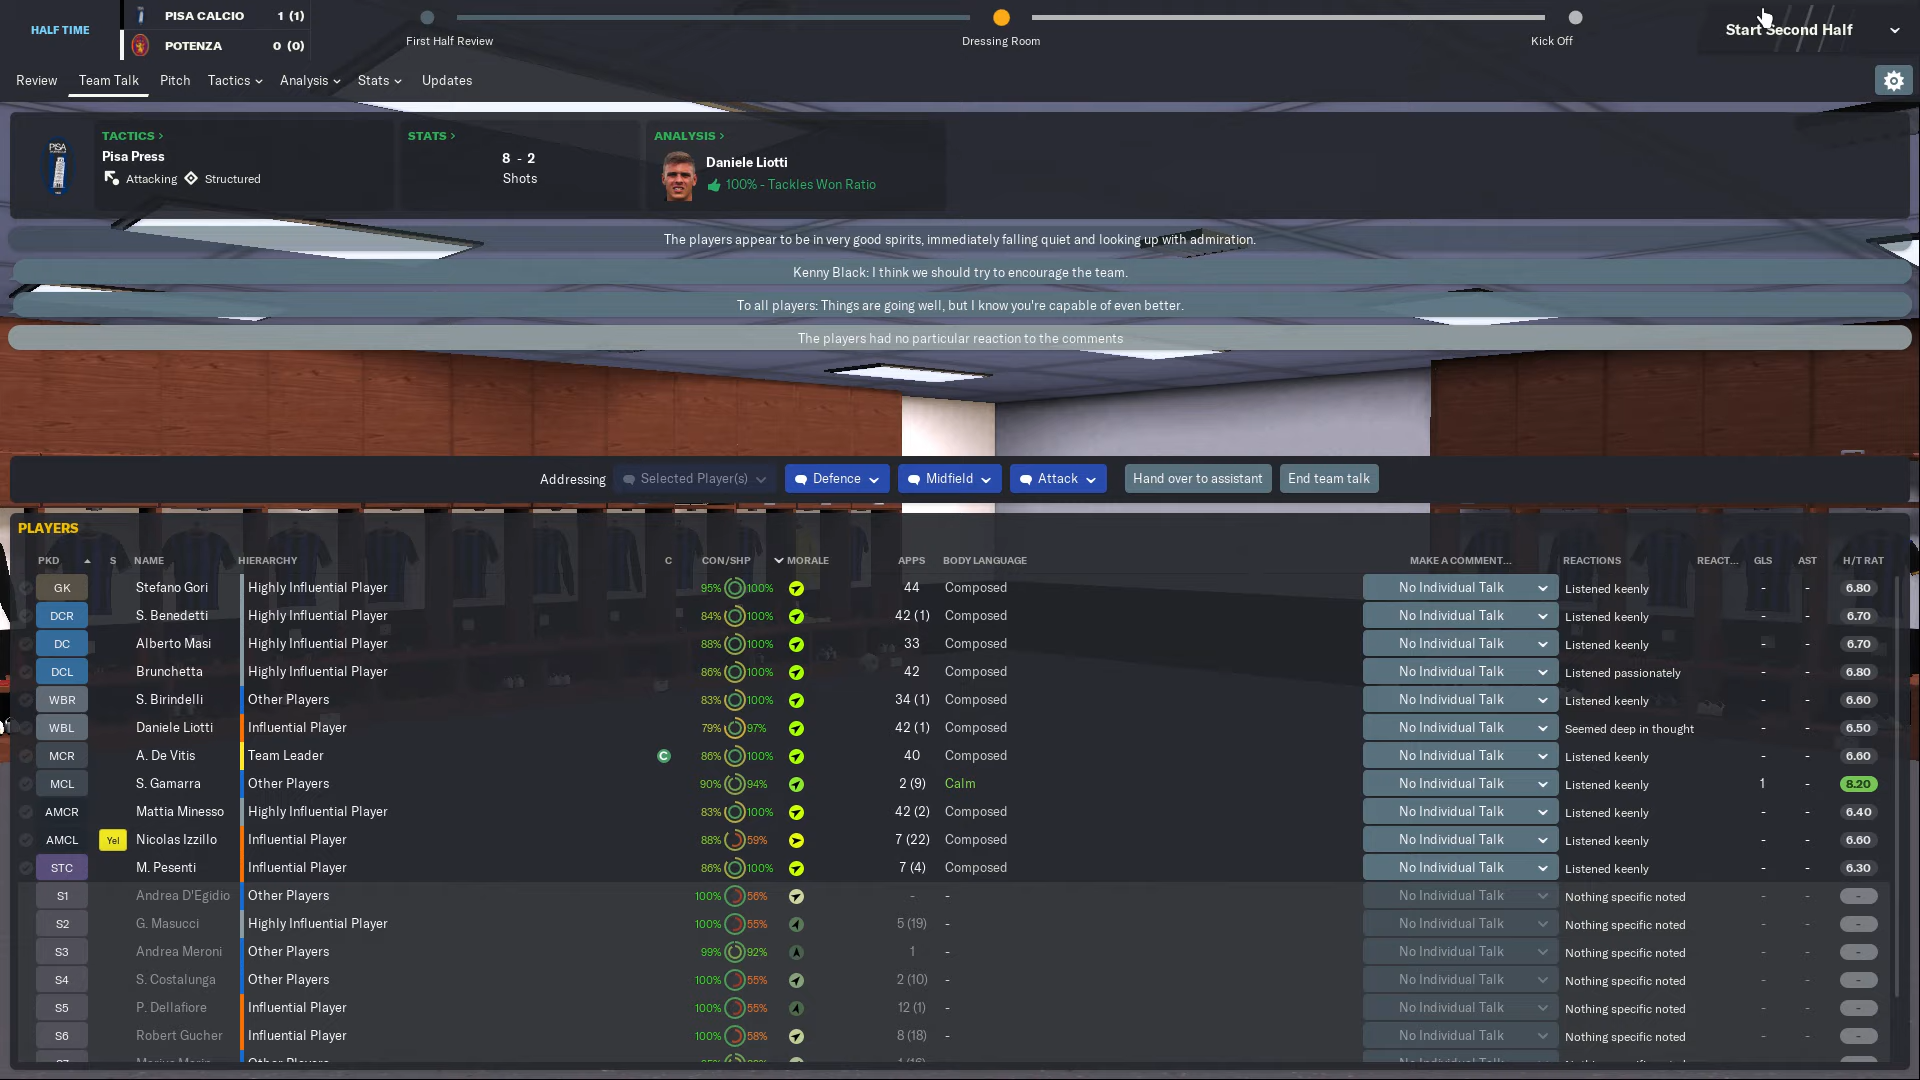 HALF TIME
PISA CALCIO 1 (1)
POTENZA 0 (0)
First Half Review
Dressing Room
Kick Off
Start Second Half
Review Team Talk Pitch Tactics Analysis Stats Updates
PISA
TACTICS >
Pisa Press
Attacking Structured
STATS >
8 - 2
Shots
ANALYSIS >
Daniele Liotti
100% - Tackles Won Ratio
The players appear to be in very good spirits, immediately falling quiet and looking up with admiration.
Kenny Black: I think we should try to encourage the team.
To all players: Things are going well, but I know you're capable of even better.
The players had no particular reaction to the comments
Addressing Selected Player(s) Defence Midfield Attack Hand over to assistant End team talk
PLAYERS
PKD S NAME HIERARCHY C CON/SHP MORALE APPS BODY LANGUAGE MAKE A COMMENT... REACTIONS REACT... GLS AST H/T RAT
GK Stefano Gori Highly Influential Player 95% 100% 44 Composed No Individual Talk Listened keenly - - 6.80
DCR S. Benedetti Highly Influential Player 84% 100% 42 (1) Composed No Individual Talk Listened keenly - - 6.70
DC Alberto Masi Highly Influential Player 88% 100% 33 Composed No Individual Talk Listened keenly - - 6.70
DCL Brunchetta Highly Influential Player 86% 100% 42 Composed No Individual Talk Listened passionately - - 6.80
WBR S. Birindelli Other Players 83% 100% 34 (1) Composed No Individual Talk Listened keenly - - 6.60
WBL Daniele Liotti Influential Player 79% 97% 42 (1) Composed No Individual Talk Seemed deep in thought - - 6.50
MCR A. De Vitis Team Leader C 86% 100% 40 Composed No Individual Talk Listened keenly - - 6.60
MCL S. Gamarra Other Players 90% 94% 2 (9) Calm No Individual Talk Listened keenly 1 - 8.20
AMCR Mattia Minesso Highly Influential Player 83% 100% 42 (2) Composed No Individual Talk Listened keenly - - 6.40
AMCL Yel Nicolas Izzillo Influential Player 88% 59% 7 (22) Composed No Individual Talk Listened keenly - - 6.60
STC M. Pesenti Influential Player 86% 100% 7 (4) Composed No Individual Talk Listened keenly - - 6.30
S1 Andrea D'Egidio Other Players 100% 56% - - No Individual Talk Nothing specific noted - - -
S2 G. Masucci Highly Influential Player 100% 55% 5 (19) - No Individual Talk Nothing specific noted - - -
S3 Andrea Meroni Other Players 99% 92% 1 - No Individual Talk Nothing specific noted - - -
S4 S. Costalunga Other Players 100% 55% 2 (10) - No Individual Talk Nothing specific noted - - -
S5 P. Dellafiore Influential Player 100% 55% 12 (1) - No Individual Talk Nothing specific noted - - -
S6 Robert Gucher Influential Player 100% 58% 8 (18) - No Individual Talk Nothing specific noted - - -
Other Players No Individual Talk